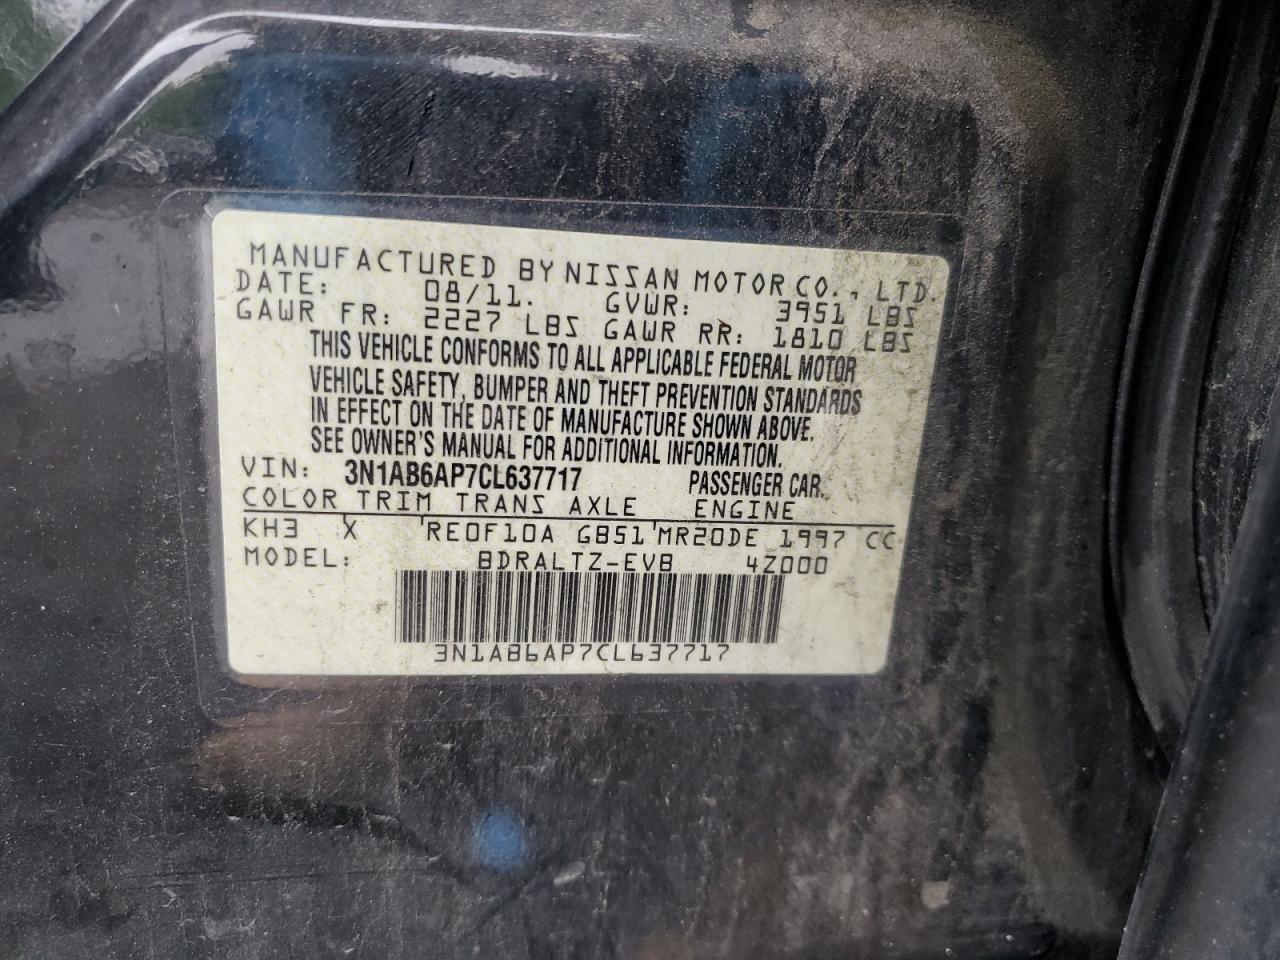 MANUFACTURED BY NISSAN MOTOR CO., LTD.
DATE: 08/11. GVWR: 3951 LBS
GAWR FR: 2227 LBS GAWR RR: 1810 LBS
THIS VEHICLE CONFORMS TO ALL APPLICABLE FEDERAL MOTOR
VEHICLE SAFETY, BUMPER AND THEFT PREVENTION STANDARDS
IN EFFECT ON THE DATE OF MANUFACTURE SHOWN ABOVE.
SEE OWNER'S MANUAL FOR ADDITIONAL INFORMATION.
VIN: 3N1AB6AP7CL637717 PASSENGER CAR.
COLOR TRIM TRANS AXLE ENGINE
KH3 X RE0F10A GB51 MR20DE 1997 CC
MODEL: BDRALTZ-EVB 4Z000
3N1AB6AP7CL637717